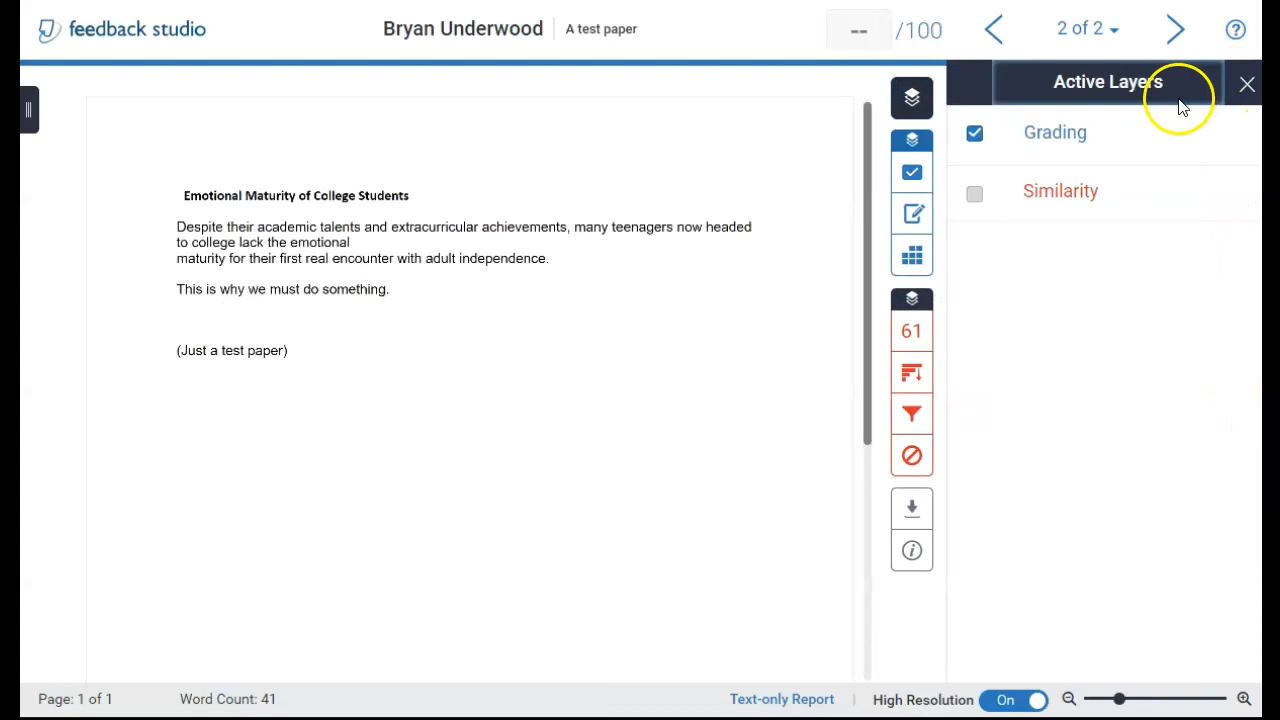 feedback studio
Bryan Underwood
A test paper
-- /100
2 of 2
Active Layers
Grading
Similarity
Emotional Maturity of College Students
Despite their academic talents and extracurricular achievements, many teenagers now headed
to college lack the emotional
maturity for their first real encounter with adult independence.
This is why we must do something.
(Just a test paper)
61
Page: 1 of 1
Word Count: 41
Text-only Report
High Resolution
On